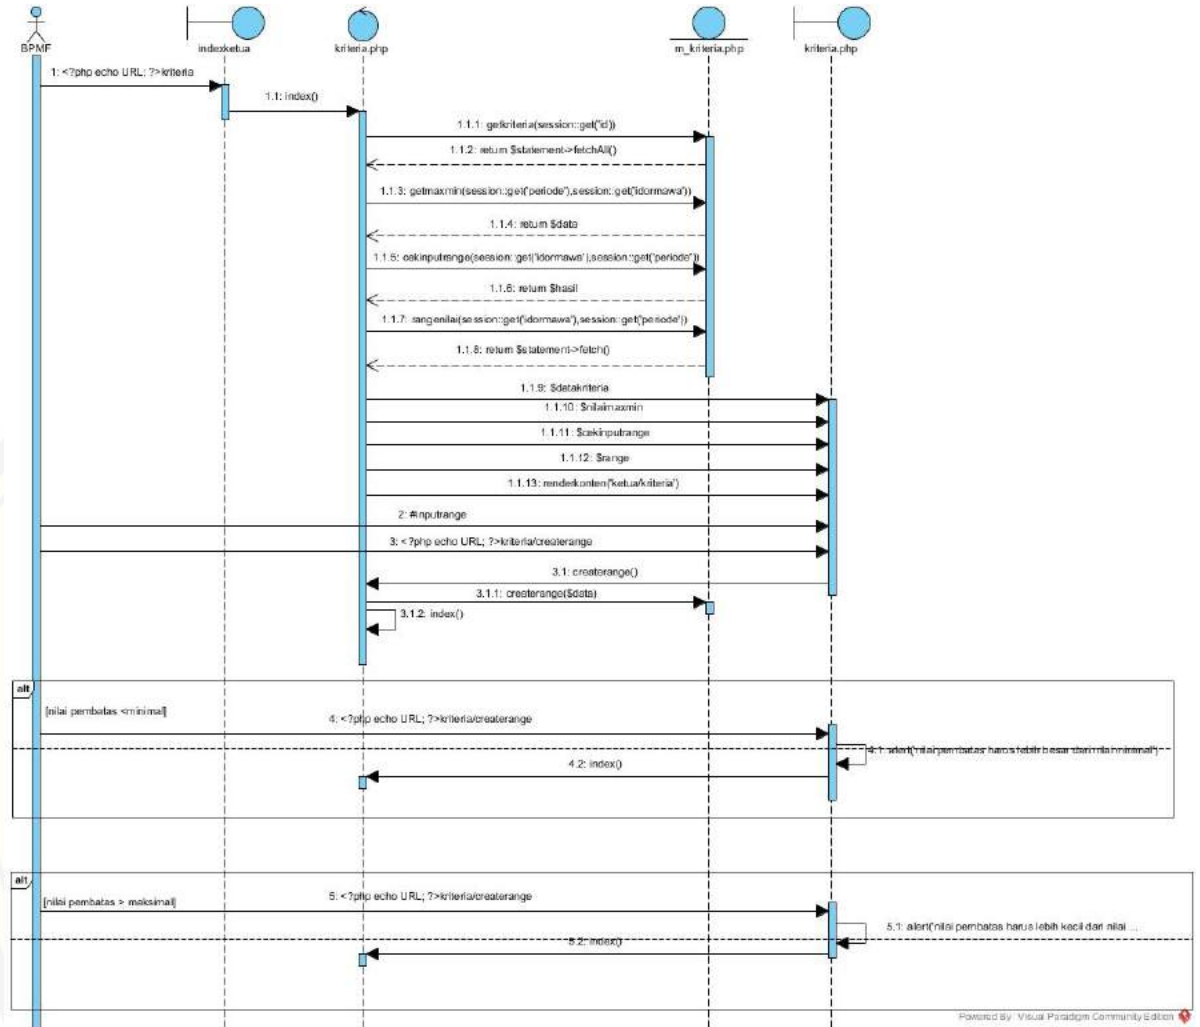 BPMF
indexketua
kriteria.php
m_kriteria.php
kriteria.php
1: <?php echo URL; ?>kriteria
1.1: index()
1.1.1: getkriteria(session::get('id'))
1.1.2: return $statement->fetchAll()
1.1.3: getmaxmin(session::get('periode'),session::get('idormawa'))
1.1.4: return $data
1.1.5: cekinputrange(session::get('idormawa'),session::get('periode'))
1.1.6: return $hasil
1.1.7: rangenilai(session::get('idormawa'),session::get('periode'))
1.1.8: return $statement->fetch()
1.1.9: $datakriteria
1.1.10: $nilaimaxmin
1.1.11: $cekinputrange
1.1.12: $range
1.1.13: renderkonten('ketua/kriteria')
2: #inputrange
3: <?php echo URL; ?>kriteria/createrange
3.1: createrange()
3.1.1: createrange($data)
3.1.2: index()
alt
[nilai pembatas <minimal]
4: <?php echo URL; ?>kriteria/createrange
4.1: alert('nilai pembatas harus lebih besar dari nilai minimal')
4.2: index()
alt
[nilai pembatas > maksimal]
5: <?php echo URL; ?>kriteria/createrange
5.1: alert('nilai pembatas harus lebih kecil dari nilai ...
5.2: index()
Powered By Visual Paradigm Community Edition